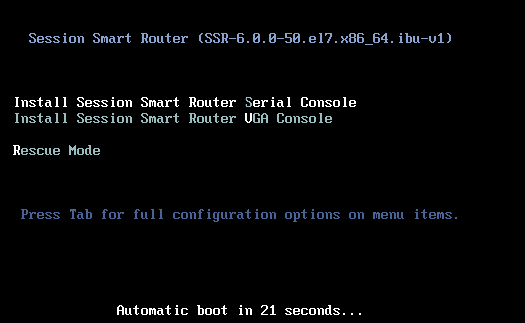 Session Smart Router (SSR-6.0.0-50.el7.x86_64.ibu-v1)
Install Session Smart Router Serial Console
Install Session Smart Router VGA Console
Rescue Mode
Press Tab for full configuration options on menu items.
Automatic boot in 21 seconds...